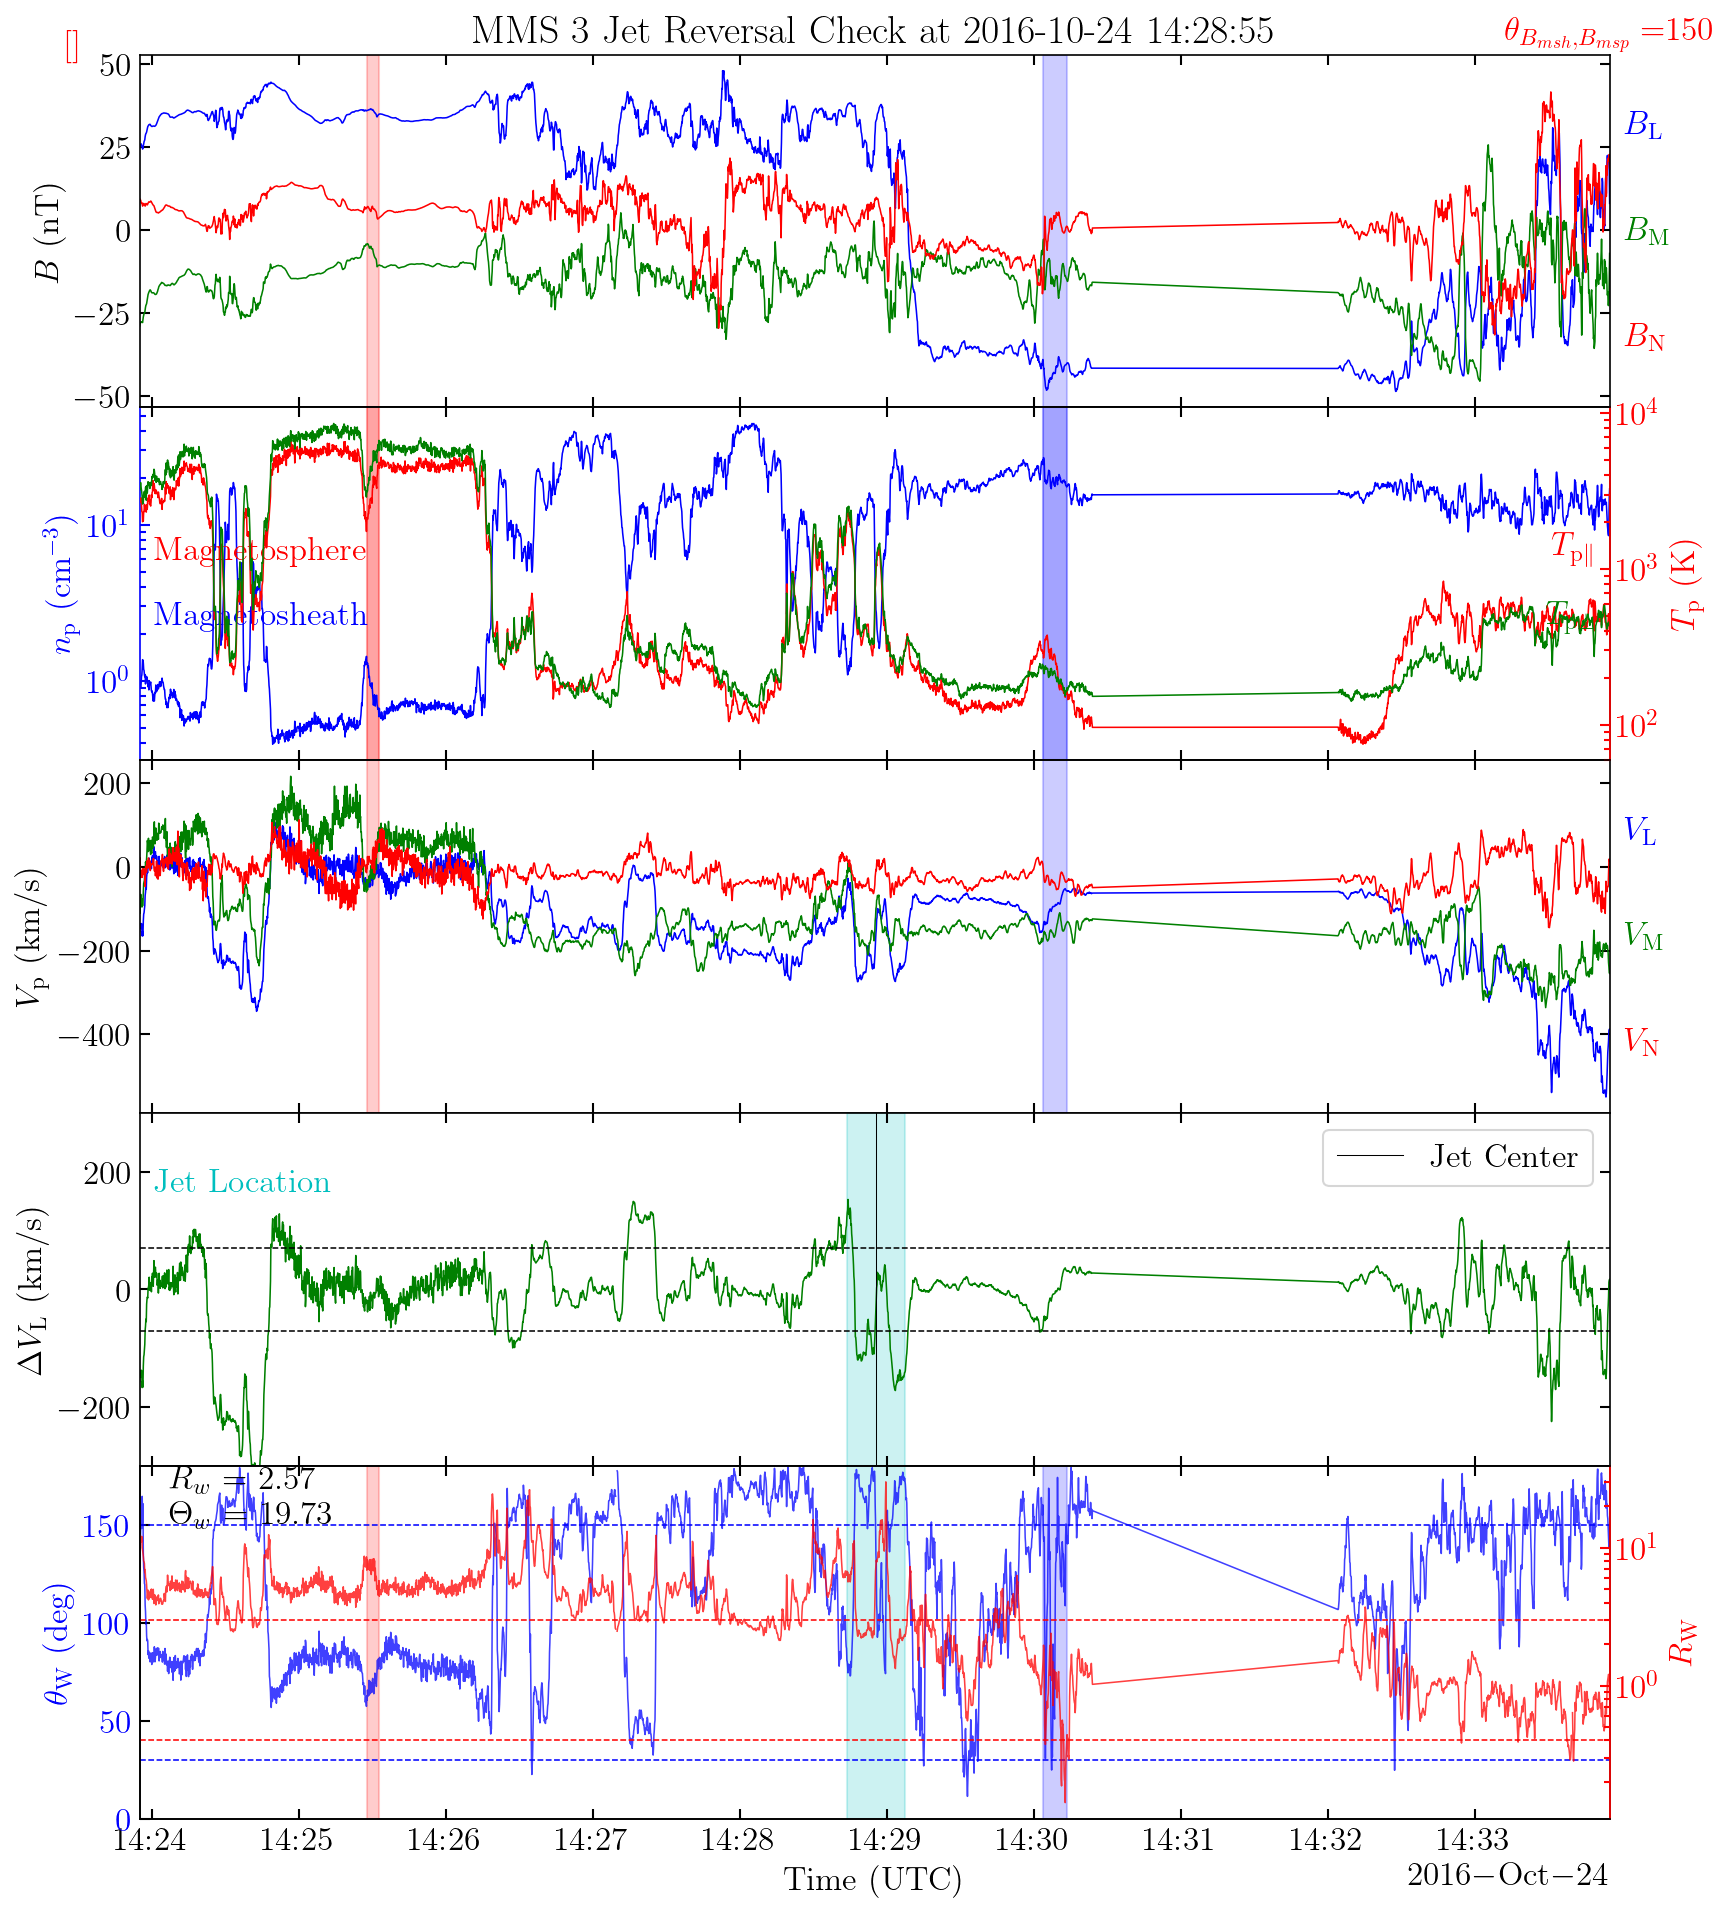 MMS 3 Jet Reversal Check at 2016-10-24 14:28:55
θ_{B_{msh},B_{msp}} =150
50
25
0
−25
−50
B (nT)
B_L
B_M
B_N
10^1
10^0
n_p (cm^{−3})
Magnetosphere
Magnetosheath
10^4
10^3
10^2
T_p (K)
T_{p∥}
T_{p⊥}
200
0
−200
−400
V_p (km/s)
V_L
V_M
V_N
Jet Location
Jet Center
200
0
−200
ΔV_L (km/s)
R_w = 2.57
Θ_w = 19.73
150
100
50
0
θ_W (deg)
10^1
10^0
R_W
14:24 14:25 14:26 14:27 14:28 14:29 14:30 14:31 14:32 14:33
Time (UTC)
2016−Oct−24